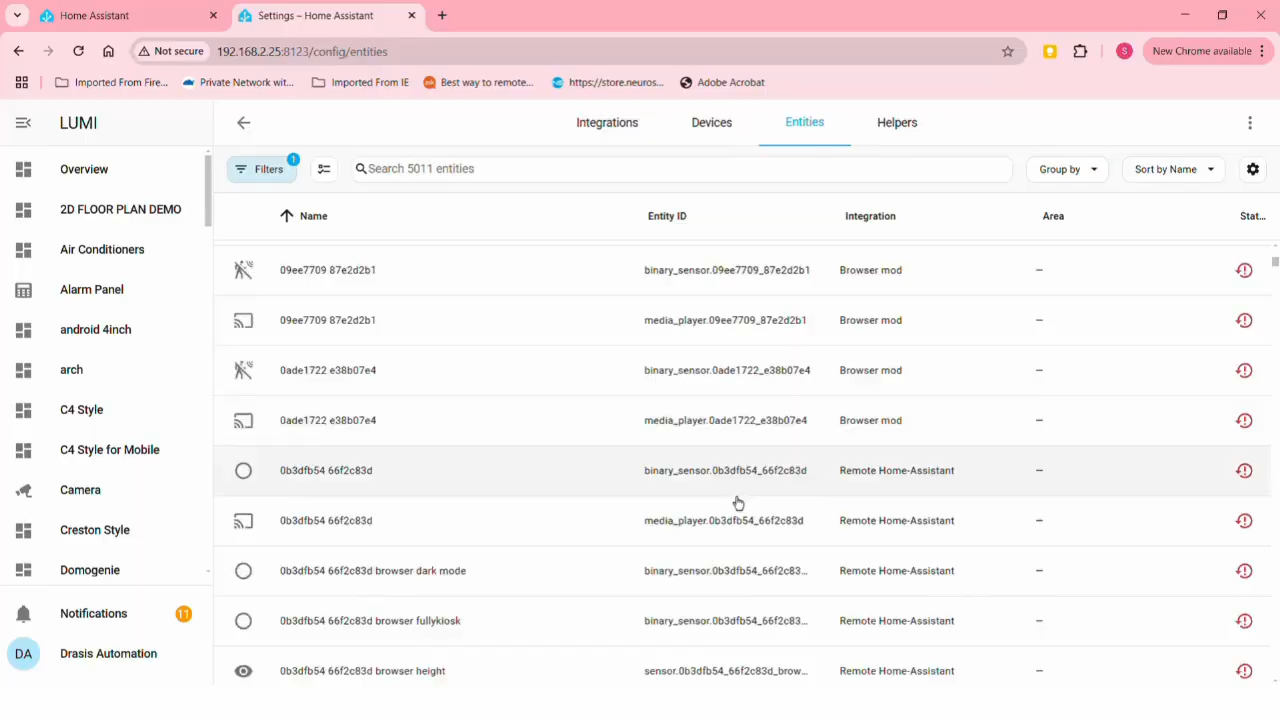 Home Assistant
Settings – Home Assistant
Not secure
192.168.2.25:8123/config/entities
S
New Chrome available
Imported From Fire...
Private Network wit...
Imported From IE
Best way to remote...
https://store.neuros...
Adobe Acrobat
LUMI
Integrations
Devices
Entities
Helpers
Overview
2D FLOOR PLAN DEMO
Air Conditioners
Alarm Panel
android 4inch
arch
C4 Style
C4 Style for Mobile
Camera
Creston Style
Domogenie
Notifications
11
DA
Drasis Automation
Filters
1
Search 5011 entities
Group by
Sort by Name
Name
Entity ID
Integration
Area
Stat...
09ee7709 87e2d2b1
binary_sensor.09ee7709_87e2d2b1
Browser mod
–
09ee7709 87e2d2b1
media_player.09ee7709_87e2d2b1
Browser mod
–
0ade1722 e38b07e4
binary_sensor.0ade1722_e38b07e4
Browser mod
–
0ade1722 e38b07e4
media_player.0ade1722_e38b07e4
Browser mod
–
0b3dfb54 66f2c83d
binary_sensor.0b3dfb54_66f2c83d
Remote Home-Assistant
–
0b3dfb54 66f2c83d
media_player.0b3dfb54_66f2c83d
Remote Home-Assistant
–
0b3dfb54 66f2c83d browser dark mode
binary_sensor.0b3dfb54_66f2c83...
Remote Home-Assistant
–
0b3dfb54 66f2c83d browser fullykiosk
binary_sensor.0b3dfb54_66f2c83...
Remote Home-Assistant
–
0b3dfb54 66f2c83d browser height
sensor.0b3dfb54_66f2c83d_brow...
Remote Home-Assistant
–